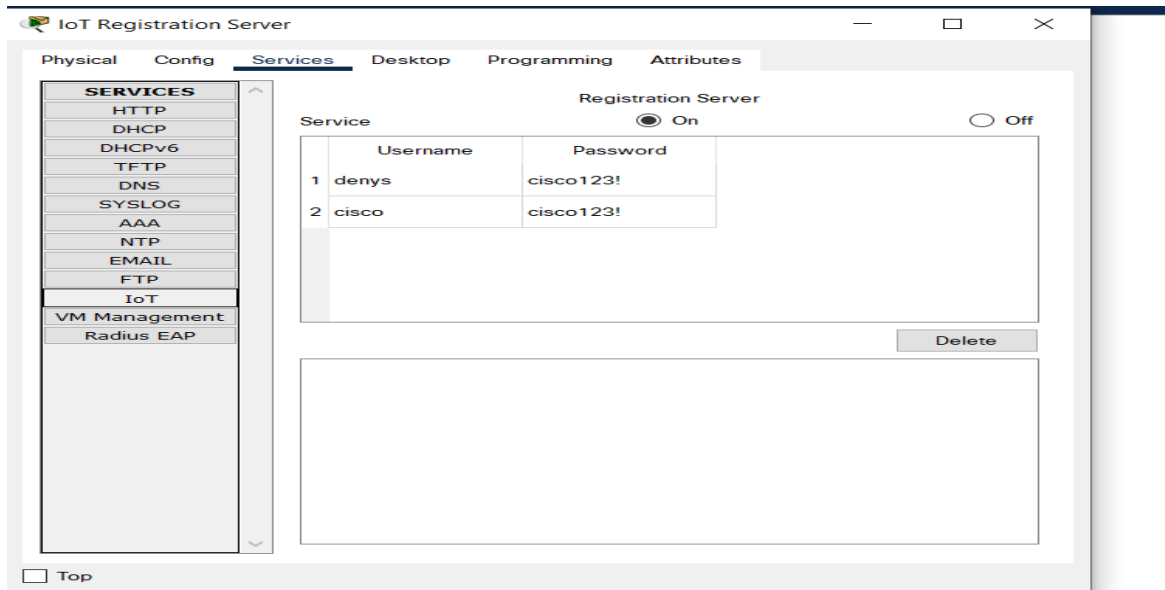 IoT Registration Server
Physical Config Services Desktop Programming Attributes
SERVICES
HTTP
DHCP
DHCPv6
TFTP
DNS
SYSLOG
AAA
NTP
EMAIL
FTP
IoT
VM Management
Radius EAP
Registration Server
Service On Off
Username Password
1 denys cisco123!
2 cisco cisco123!
Delete
Top